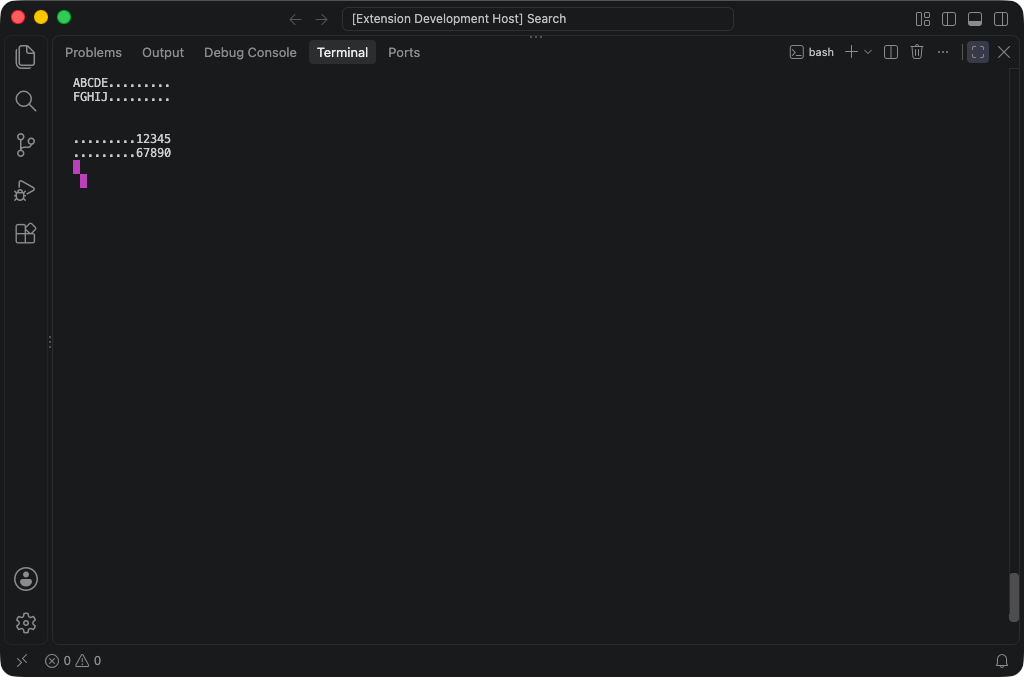 [Extension Development Host] Search
Problems Output Debug Console Terminal Ports bash
ABCDE.........
FGHIJ.........
.........12345
.........67890
0 0